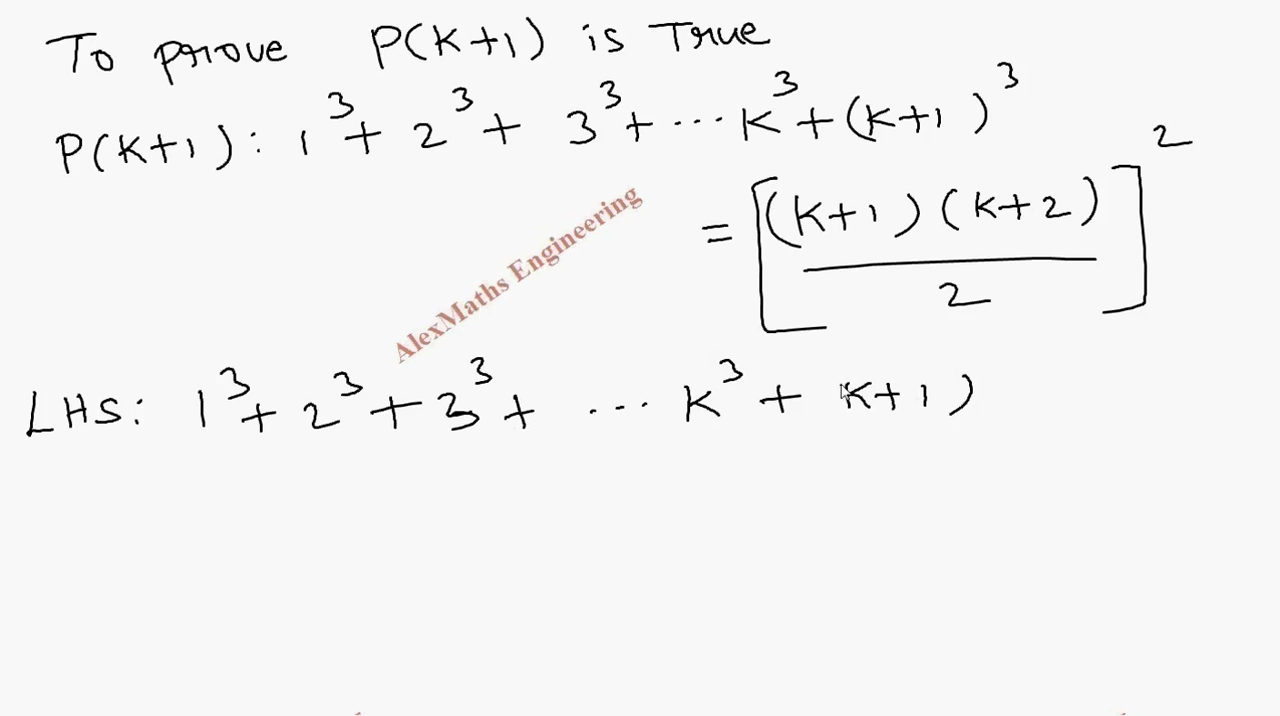 To prove P(K+1) is True
P(K+1): 1³ + 2³ + 3³ + ... K³ + (K+1)³
= [(K+1)(K+2)/2]²
AlexMaths Engineering
LHS: 1³ + 2³ + 3³ + ... K³ + K+1)